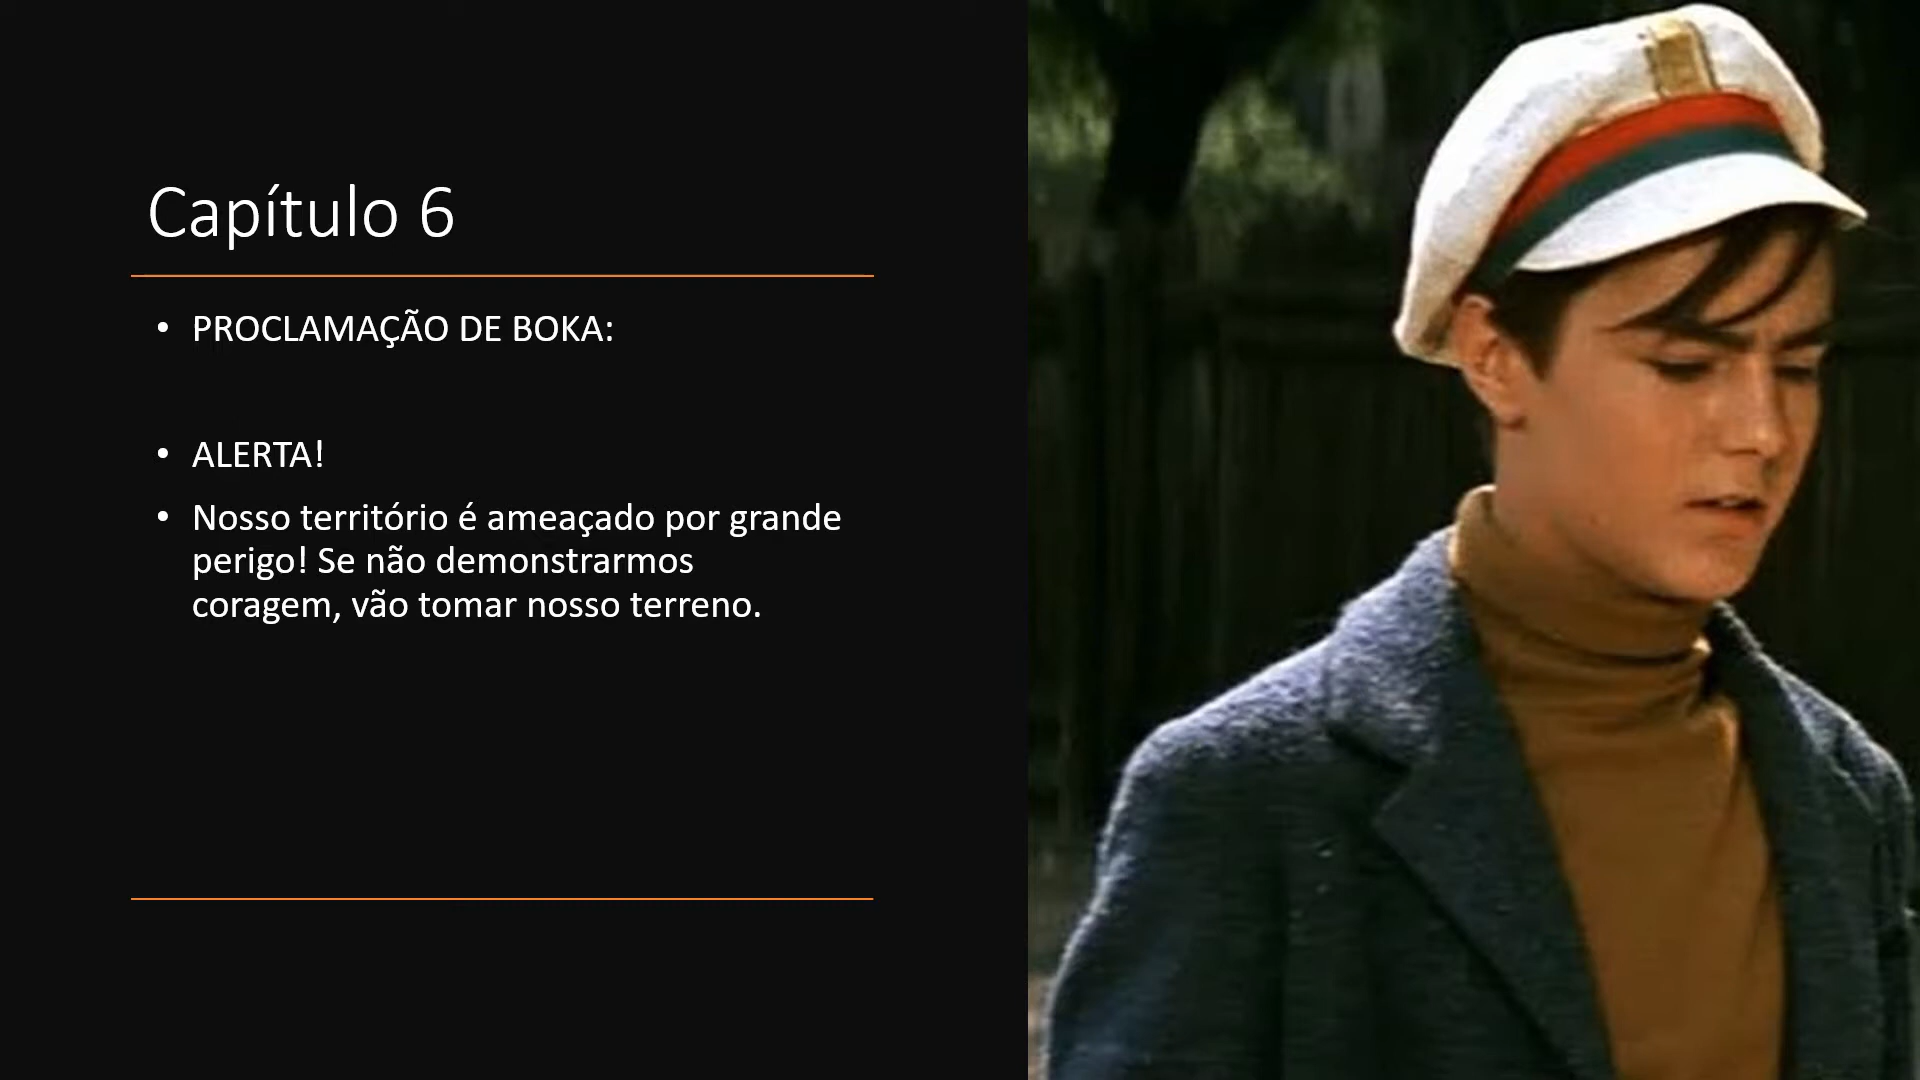 Capítulo 6
• PROCLAMAÇÃO DE BOKA:
• ALERTA!
• Nosso território é ameaçado por grande
perigo! Se não demonstrarmos
coragem, vão tomar nosso terreno.